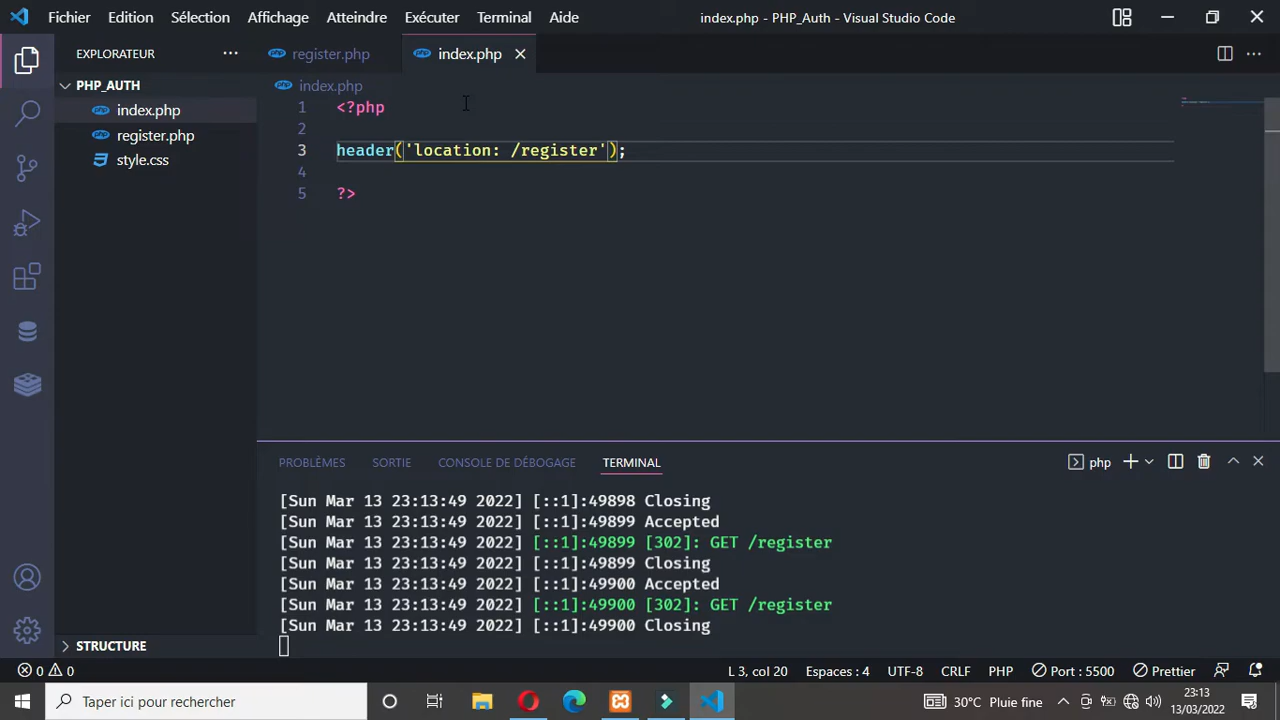 Fichier Edition Sélection Affichage Atteindre Exécuter Terminal Aide index.php - PHP_Auth - Visual Studio Code
EXPLORATEUR
PHP_AUTH
php index.php
php register.php
style.css
STRUCTURE
php register.php php index.php
php index.php
1 <?php
2
3 header('location: /register');
4
5 ?>
PROBLÈMES SORTIE CONSOLE DE DÉBOGAGE TERMINAL php
[Sun Mar 13 23:13:49 2022] [::1]:49898 Closing
[Sun Mar 13 23:13:49 2022] [::1]:49899 Accepted
[Sun Mar 13 23:13:49 2022] [::1]:49899 [302]: GET /register
[Sun Mar 13 23:13:49 2022] [::1]:49899 Closing
[Sun Mar 13 23:13:49 2022] [::1]:49900 Accepted
[Sun Mar 13 23:13:49 2022] [::1]:49900 [302]: GET /register
[Sun Mar 13 23:13:49 2022] [::1]:49900 Closing
0 0 L 3, col 20 Espaces : 4 UTF-8 CRLF PHP Port : 5500 Prettier
Taper ici pour rechercher 30°C Pluie fine 23:13
13/03/2022